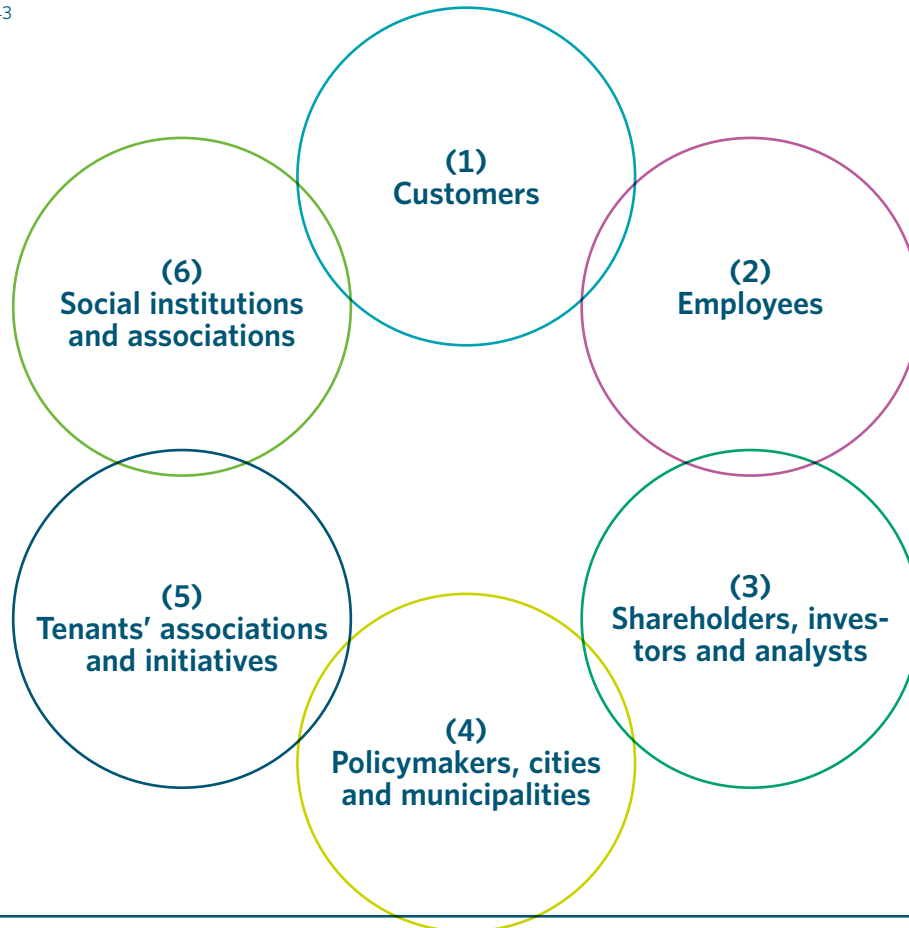 43
(1)
Customers
(2)
Employees
(3)
Shareholders, inves-
tors and analysts
(4)
Policymakers, cities
and municipalities
(5)
Tenants’ associations
and initiatives
(6)
Social institutions
and associations